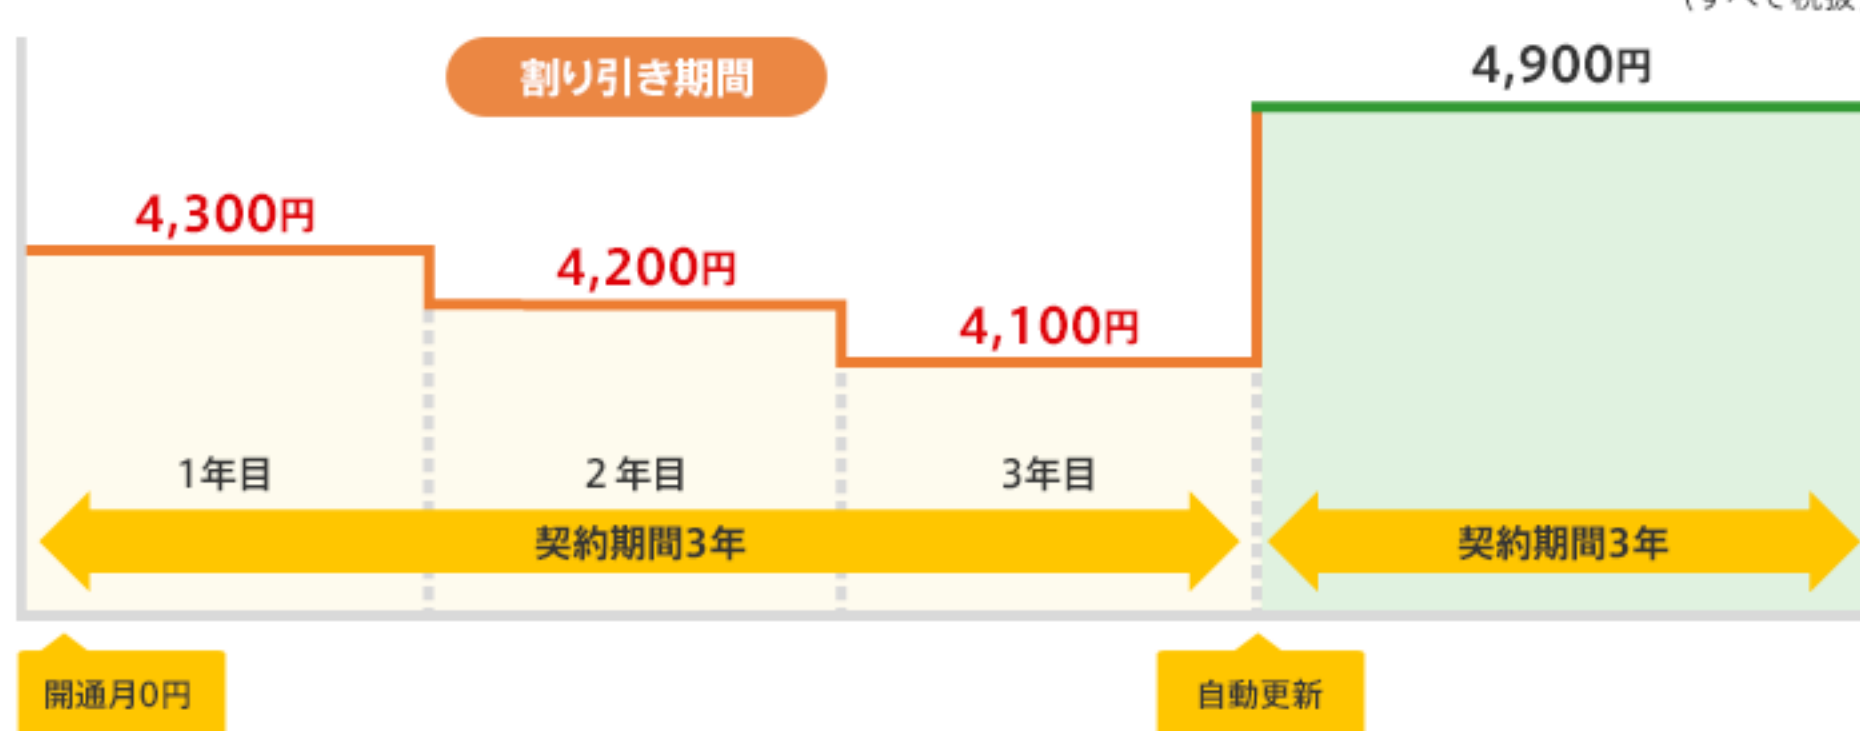 割り引き期間
4,900円
4,300円
4,200円
4,100円
1年目
2年目
3年目
契約期間3年
契約期間3年
開通月0円
自動更新